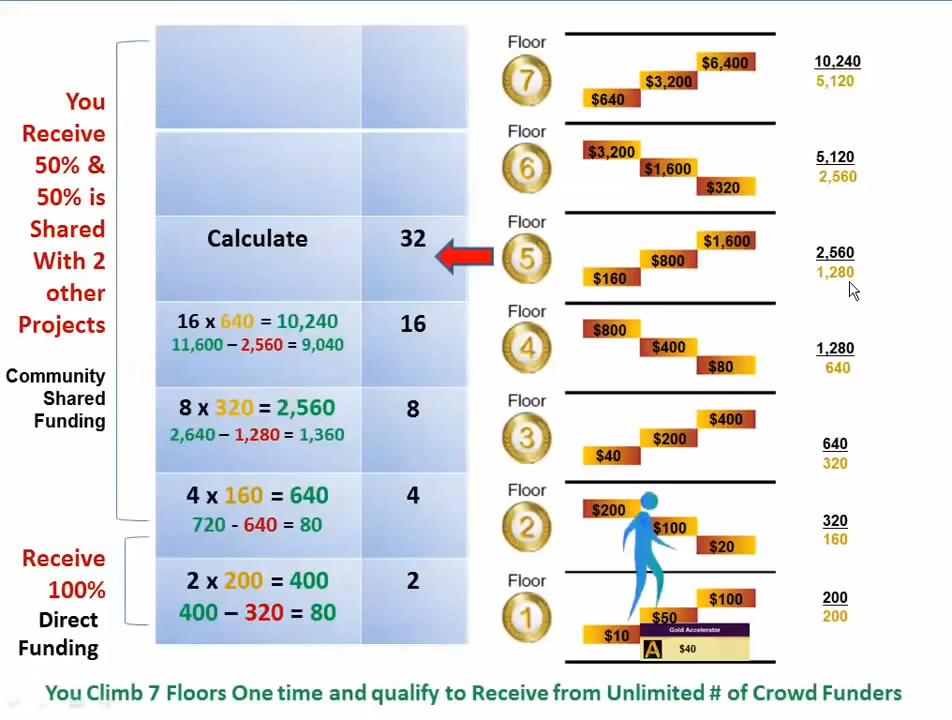 You
Receive
50% &
50% is
Shared
With 2
other
Projects
Community
Shared
Funding
Receive
100%
Direct
Funding
Calculate 32
16 x 640 = 10,240 16
11,600 – 2,560 = 9,040
8 x 320 = 2,560 8
2,640 – 1,280 = 1,360
4 x 160 = 640 4
720 - 640 = 80
2 x 200 = 400 2
400 – 320 = 80
Floor
7
$6,400
$3,200
$640
10,240
5,120
Floor
6
$3,200
$1,600
$320
5,120
2,560
Floor
5
$1,600
$800
$160
2,560
1,280
Floor
4
$800
$400
$80
1,280
640
Floor
3
$400
$200
$40
640
320
Floor
2
$200
$100
$20
320
160
Floor
1
$100
$50
$10
200
200
Gold Accelerator
A $40
You Climb 7 Floors One time and qualify to Receive from Unlimited # of Crowd Funders